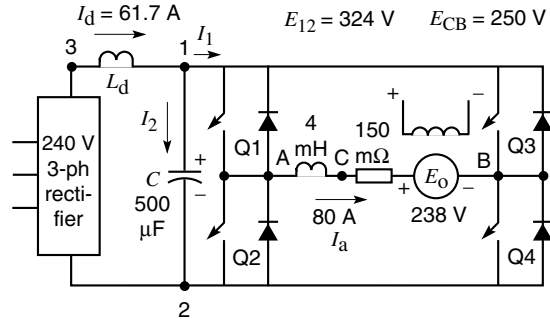 I_d = 61.7 A
E_12 = 324 V
E_CB = 250 V
3
1
I_1
L_d
I_2
240 V
3-ph
recti-
fier
C
500
μF
+
−
Q1
Q2
A
4
mH
C
150
mΩ
80 A
I_a
+
−
+
E_o
−
238 V
B
Q3
Q4
2